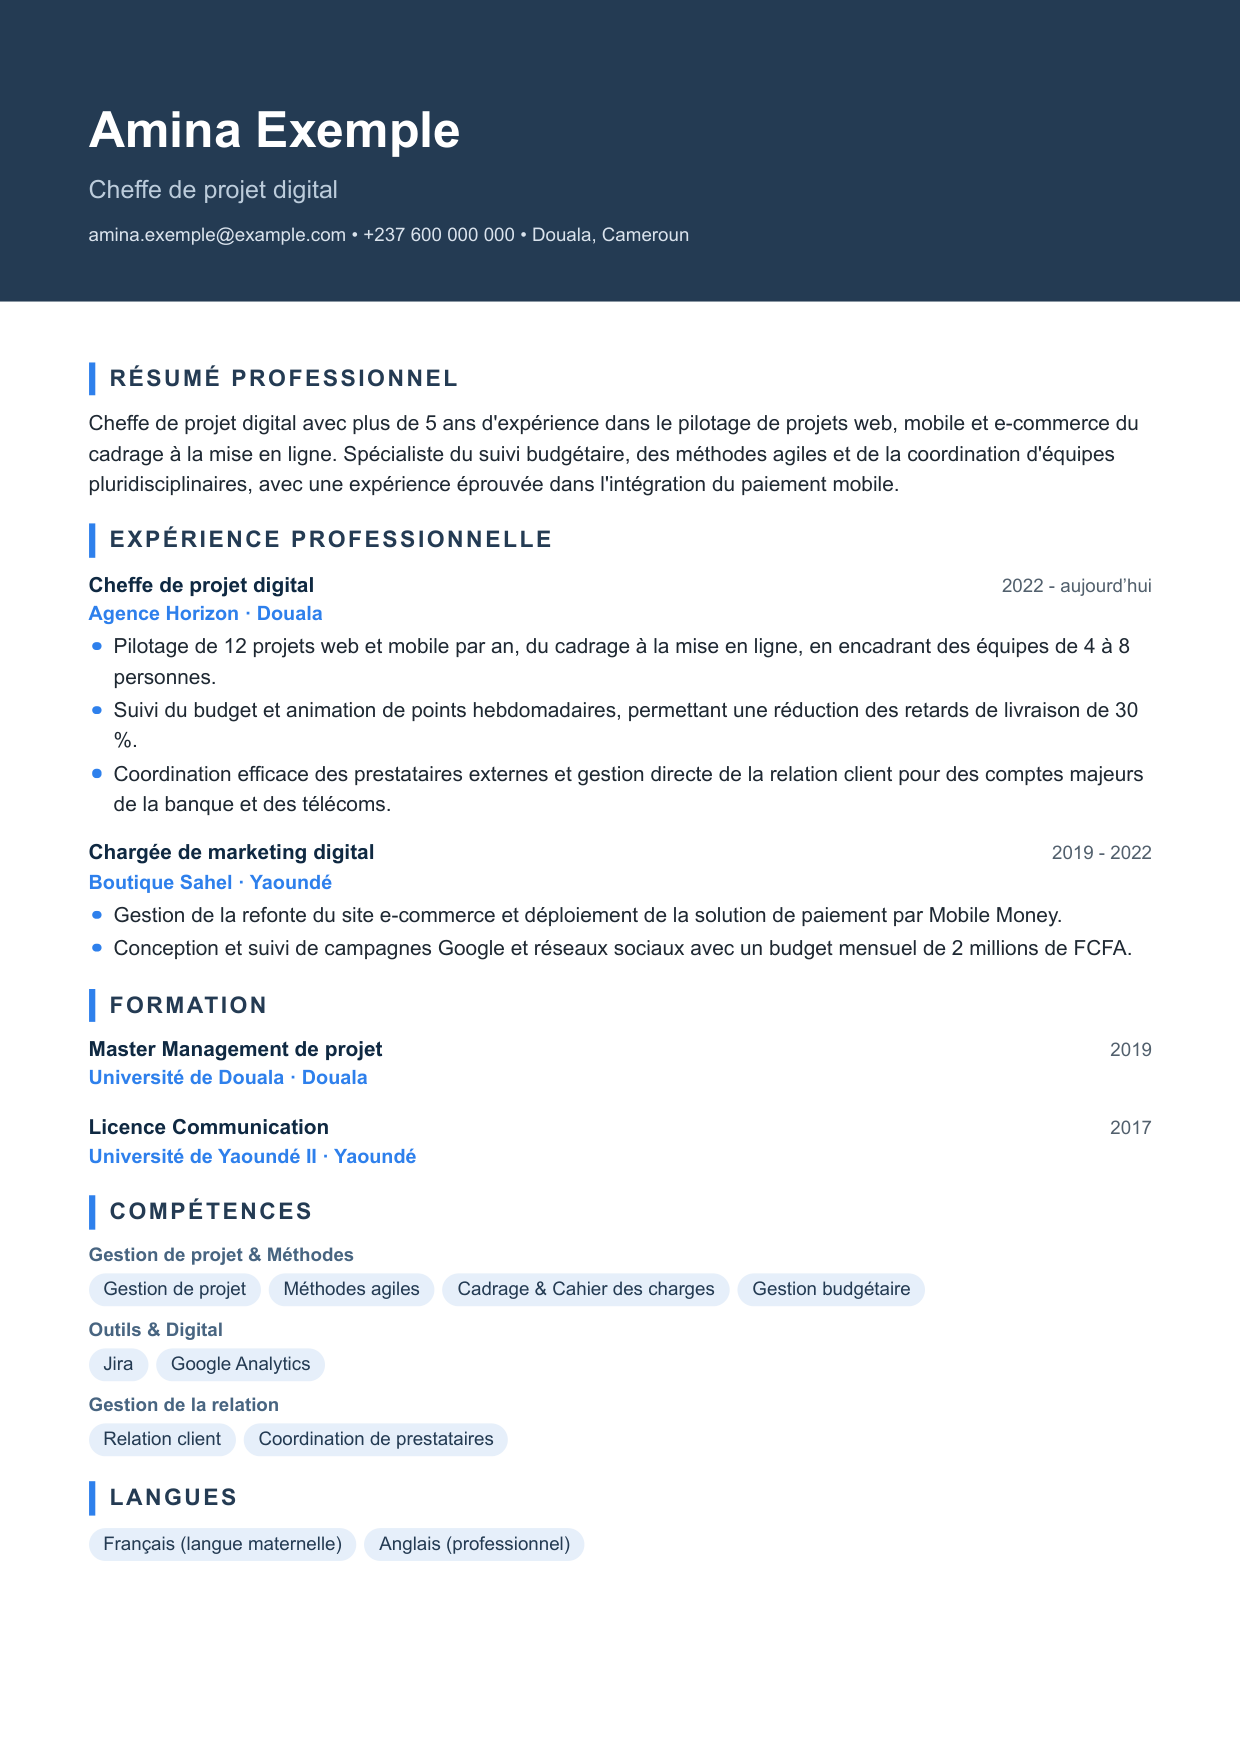 Amina Exemple
Cheffe de projet digital
amina.exemple@example.com • +237 600 000 000 • Douala, Cameroun
RÉSUMÉ PROFESSIONNEL
Cheffe de projet digital avec plus de 5 ans d'expérience dans le pilotage de projets web, mobile et e-commerce du
cadrage à la mise en ligne. Spécialiste du suivi budgétaire, des méthodes agiles et de la coordination d'équipes
pluridisciplinaires, avec une expérience éprouvée dans l'intégration du paiement mobile.
EXPÉRIENCE PROFESSIONNELLE
Cheffe de projet digital 2022 - aujourd’hui
Agence Horizon · Douala
• Pilotage de 12 projets web et mobile par an, du cadrage à la mise en ligne, en encadrant des équipes de 4 à 8
personnes.
• Suivi du budget et animation de points hebdomadaires, permettant une réduction des retards de livraison de 30
%.
• Coordination efficace des prestataires externes et gestion directe de la relation client pour des comptes majeurs
de la banque et des télécoms.
Chargée de marketing digital 2019 - 2022
Boutique Sahel · Yaoundé
• Gestion de la refonte du site e-commerce et déploiement de la solution de paiement par Mobile Money.
• Conception et suivi de campagnes Google et réseaux sociaux avec un budget mensuel de 2 millions de FCFA.
FORMATION
Master Management de projet 2019
Université de Douala · Douala
Licence Communication 2017
Université de Yaoundé II · Yaoundé
COMPÉTENCES
Gestion de projet & Méthodes
Gestion de projet Méthodes agiles Cadrage & Cahier des charges Gestion budgétaire
Outils & Digital
Jira Google Analytics
Gestion de la relation
Relation client Coordination de prestataires
LANGUES
Français (langue maternelle) Anglais (professionnel)